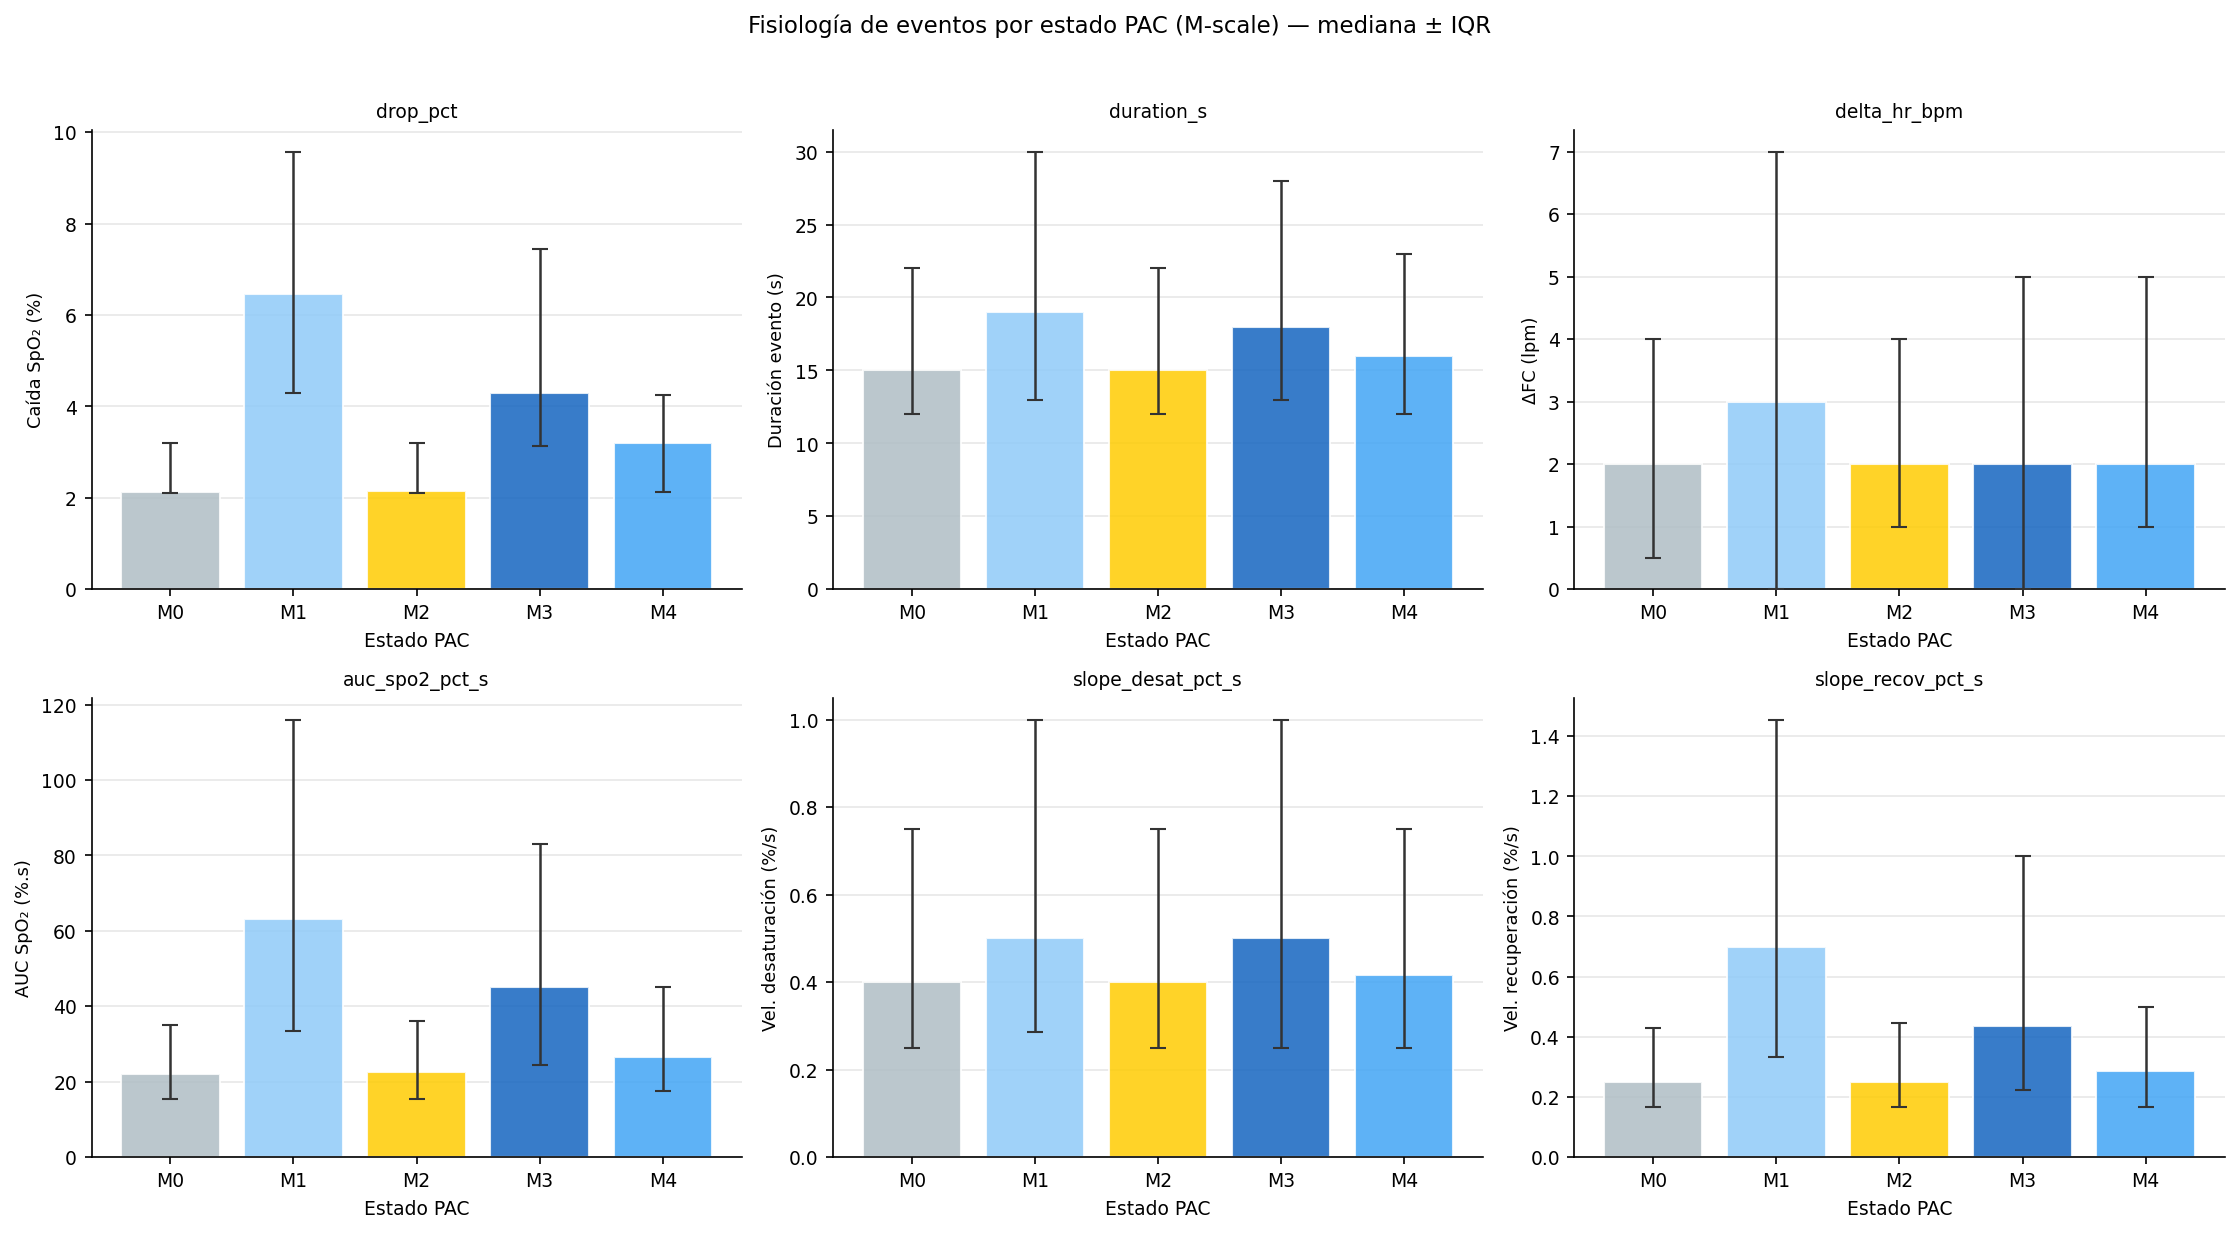 Fisiología de eventos por estado PAC (M-scale) — mediana ± IQR
drop_pct
Caída SpO₂ (%)
10
8
6
4
2
0
M0 M1 M2 M3 M4
Estado PAC
duration_s
Duración evento (s)
30
25
20
15
10
5
0
M0 M1 M2 M3 M4
Estado PAC
delta_hr_bpm
ΔFC (lpm)
7
6
5
4
3
2
1
0
M0 M1 M2 M3 M4
Estado PAC
auc_spo2_pct_s
AUC SpO₂ (%.s)
120
100
80
60
40
20
0
M0 M1 M2 M3 M4
Estado PAC
slope_desat_pct_s
Vel. desaturación (%/s)
1.0
0.8
0.6
0.4
0.2
0.0
M0 M1 M2 M3 M4
Estado PAC
slope_recov_pct_s
Vel. recuperación (%/s)
1.4
1.2
1.0
0.8
0.6
0.4
0.2
0.0
M0 M1 M2 M3 M4
Estado PAC